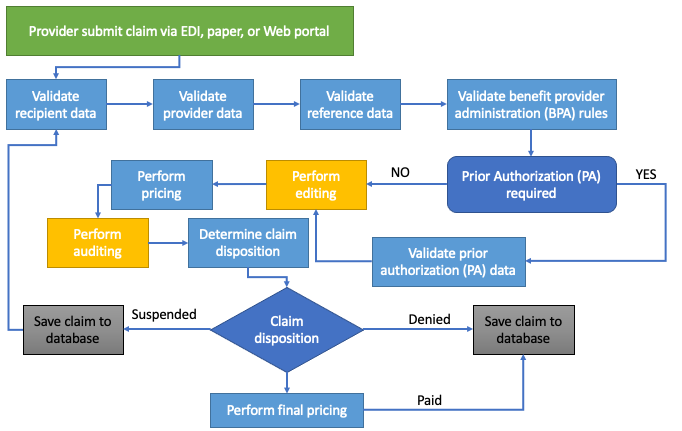 Provider submit claim via EDI, paper, or Web portal
Validate
recipient data
Validate
provider data
Validate
reference data
Validate benefit provider
administration (BPA) rules
Prior Authorization (PA)
required
NO
YES
Perform
editing
Perform
pricing
Validate prior
authorization (PA) data
Perform
auditing
Determine claim
disposition
Claim
disposition
Suspended
Save claim to
database
Denied
Save claim to
database
Perform final pricing
Paid